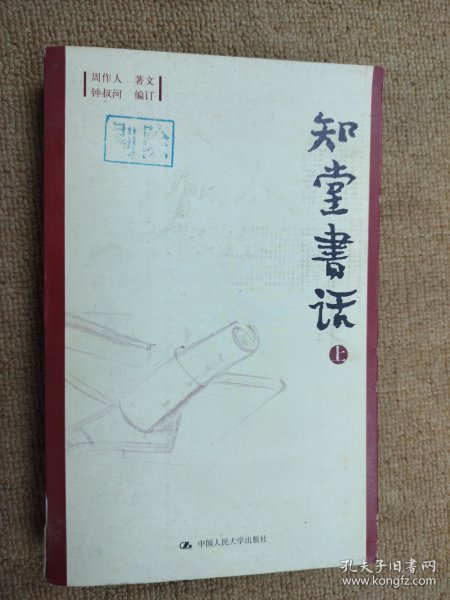 周作人 著文
钟叔河 编订
知堂書话
上
中国人民大学出版社
孔夫子旧书网
www.kongfz.com